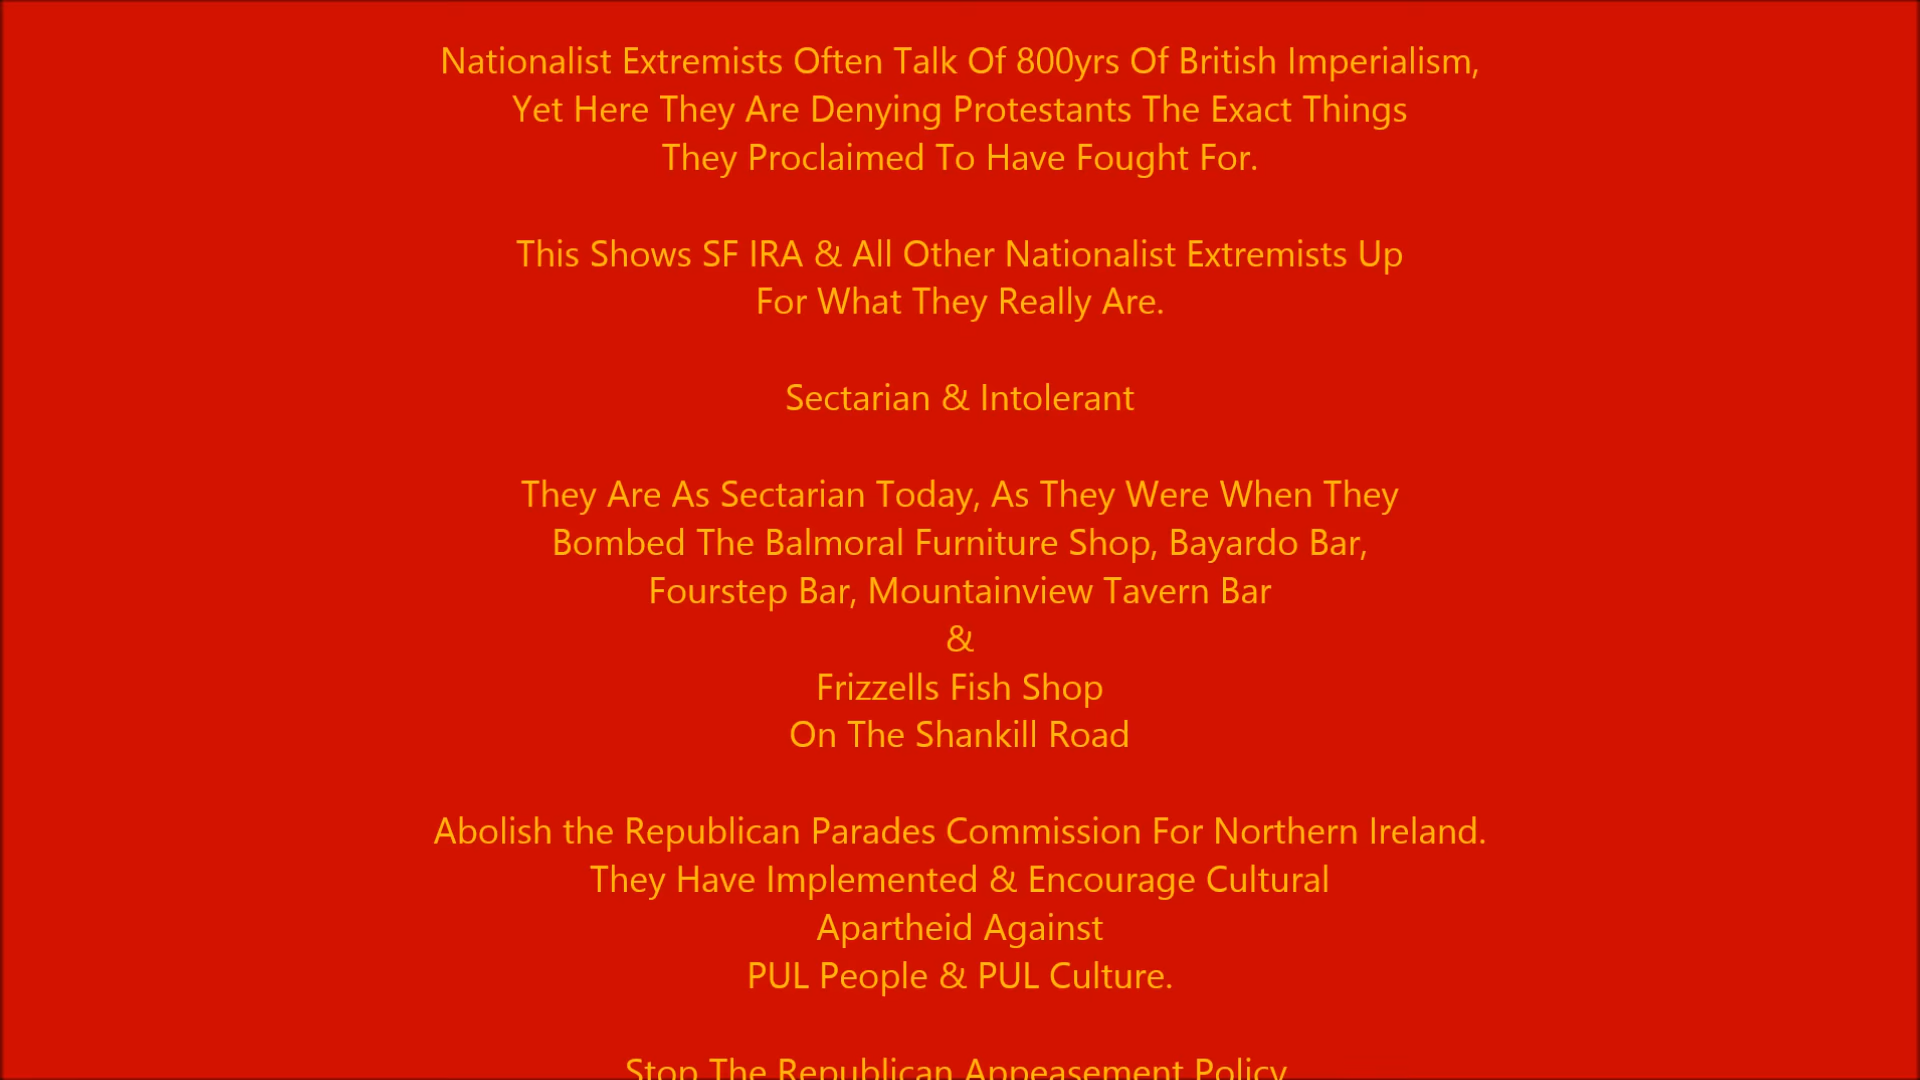 Nationalist Extremists Often Talk Of 800yrs Of British Imperialism,
Yet Here They Are Denying Protestants The Exact Things
They Proclaimed To Have Fought For.
This Shows SF IRA & All Other Nationalist Extremists Up
For What They Really Are.
Sectarian & Intolerant
They Are As Sectarian Today, As They Were When They
Bombed The Balmoral Furniture Shop, Bayardo Bar,
Fourstep Bar, Mountainview Tavern Bar
&
Frizzells Fish Shop
On The Shankill Road
Abolish the Republican Parades Commission For Northern Ireland.
They Have Implemented & Encourage Cultural
Apartheid Against
PUL People & PUL Culture.
Stop The Republican Appeasement Policy